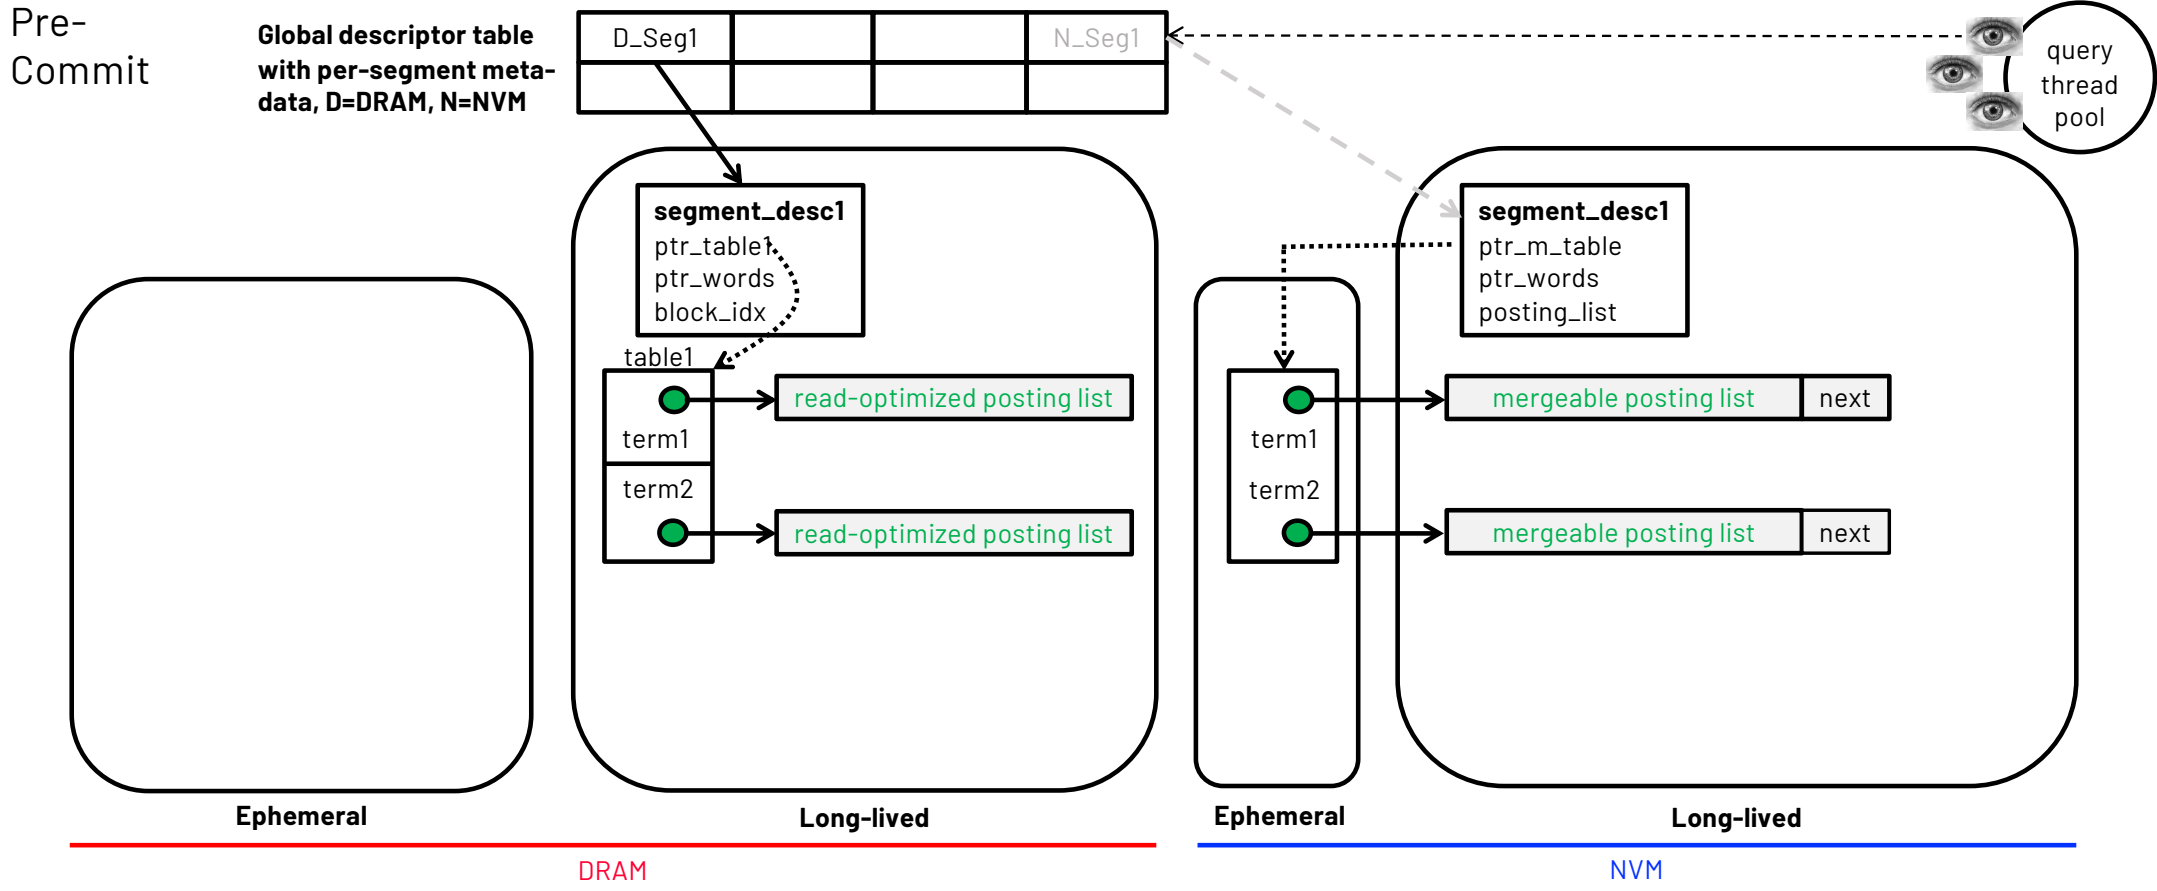 Pre-
Commit
Global descriptor table
with per-segment meta-
data, D=DRAM, N=NVM
D_Seg1
N_Seg1
query
thread
pool
segment_desc1
ptr_table1
ptr_words
block_idx
table1
term1
term2
read-optimized posting list
read-optimized posting list
segment_desc1
ptr_m_table
ptr_words
posting_list
term1
term2
mergeable posting list
next
mergeable posting list
next
Ephemeral
Long-lived
Ephemeral
Long-lived
DRAM
NVM